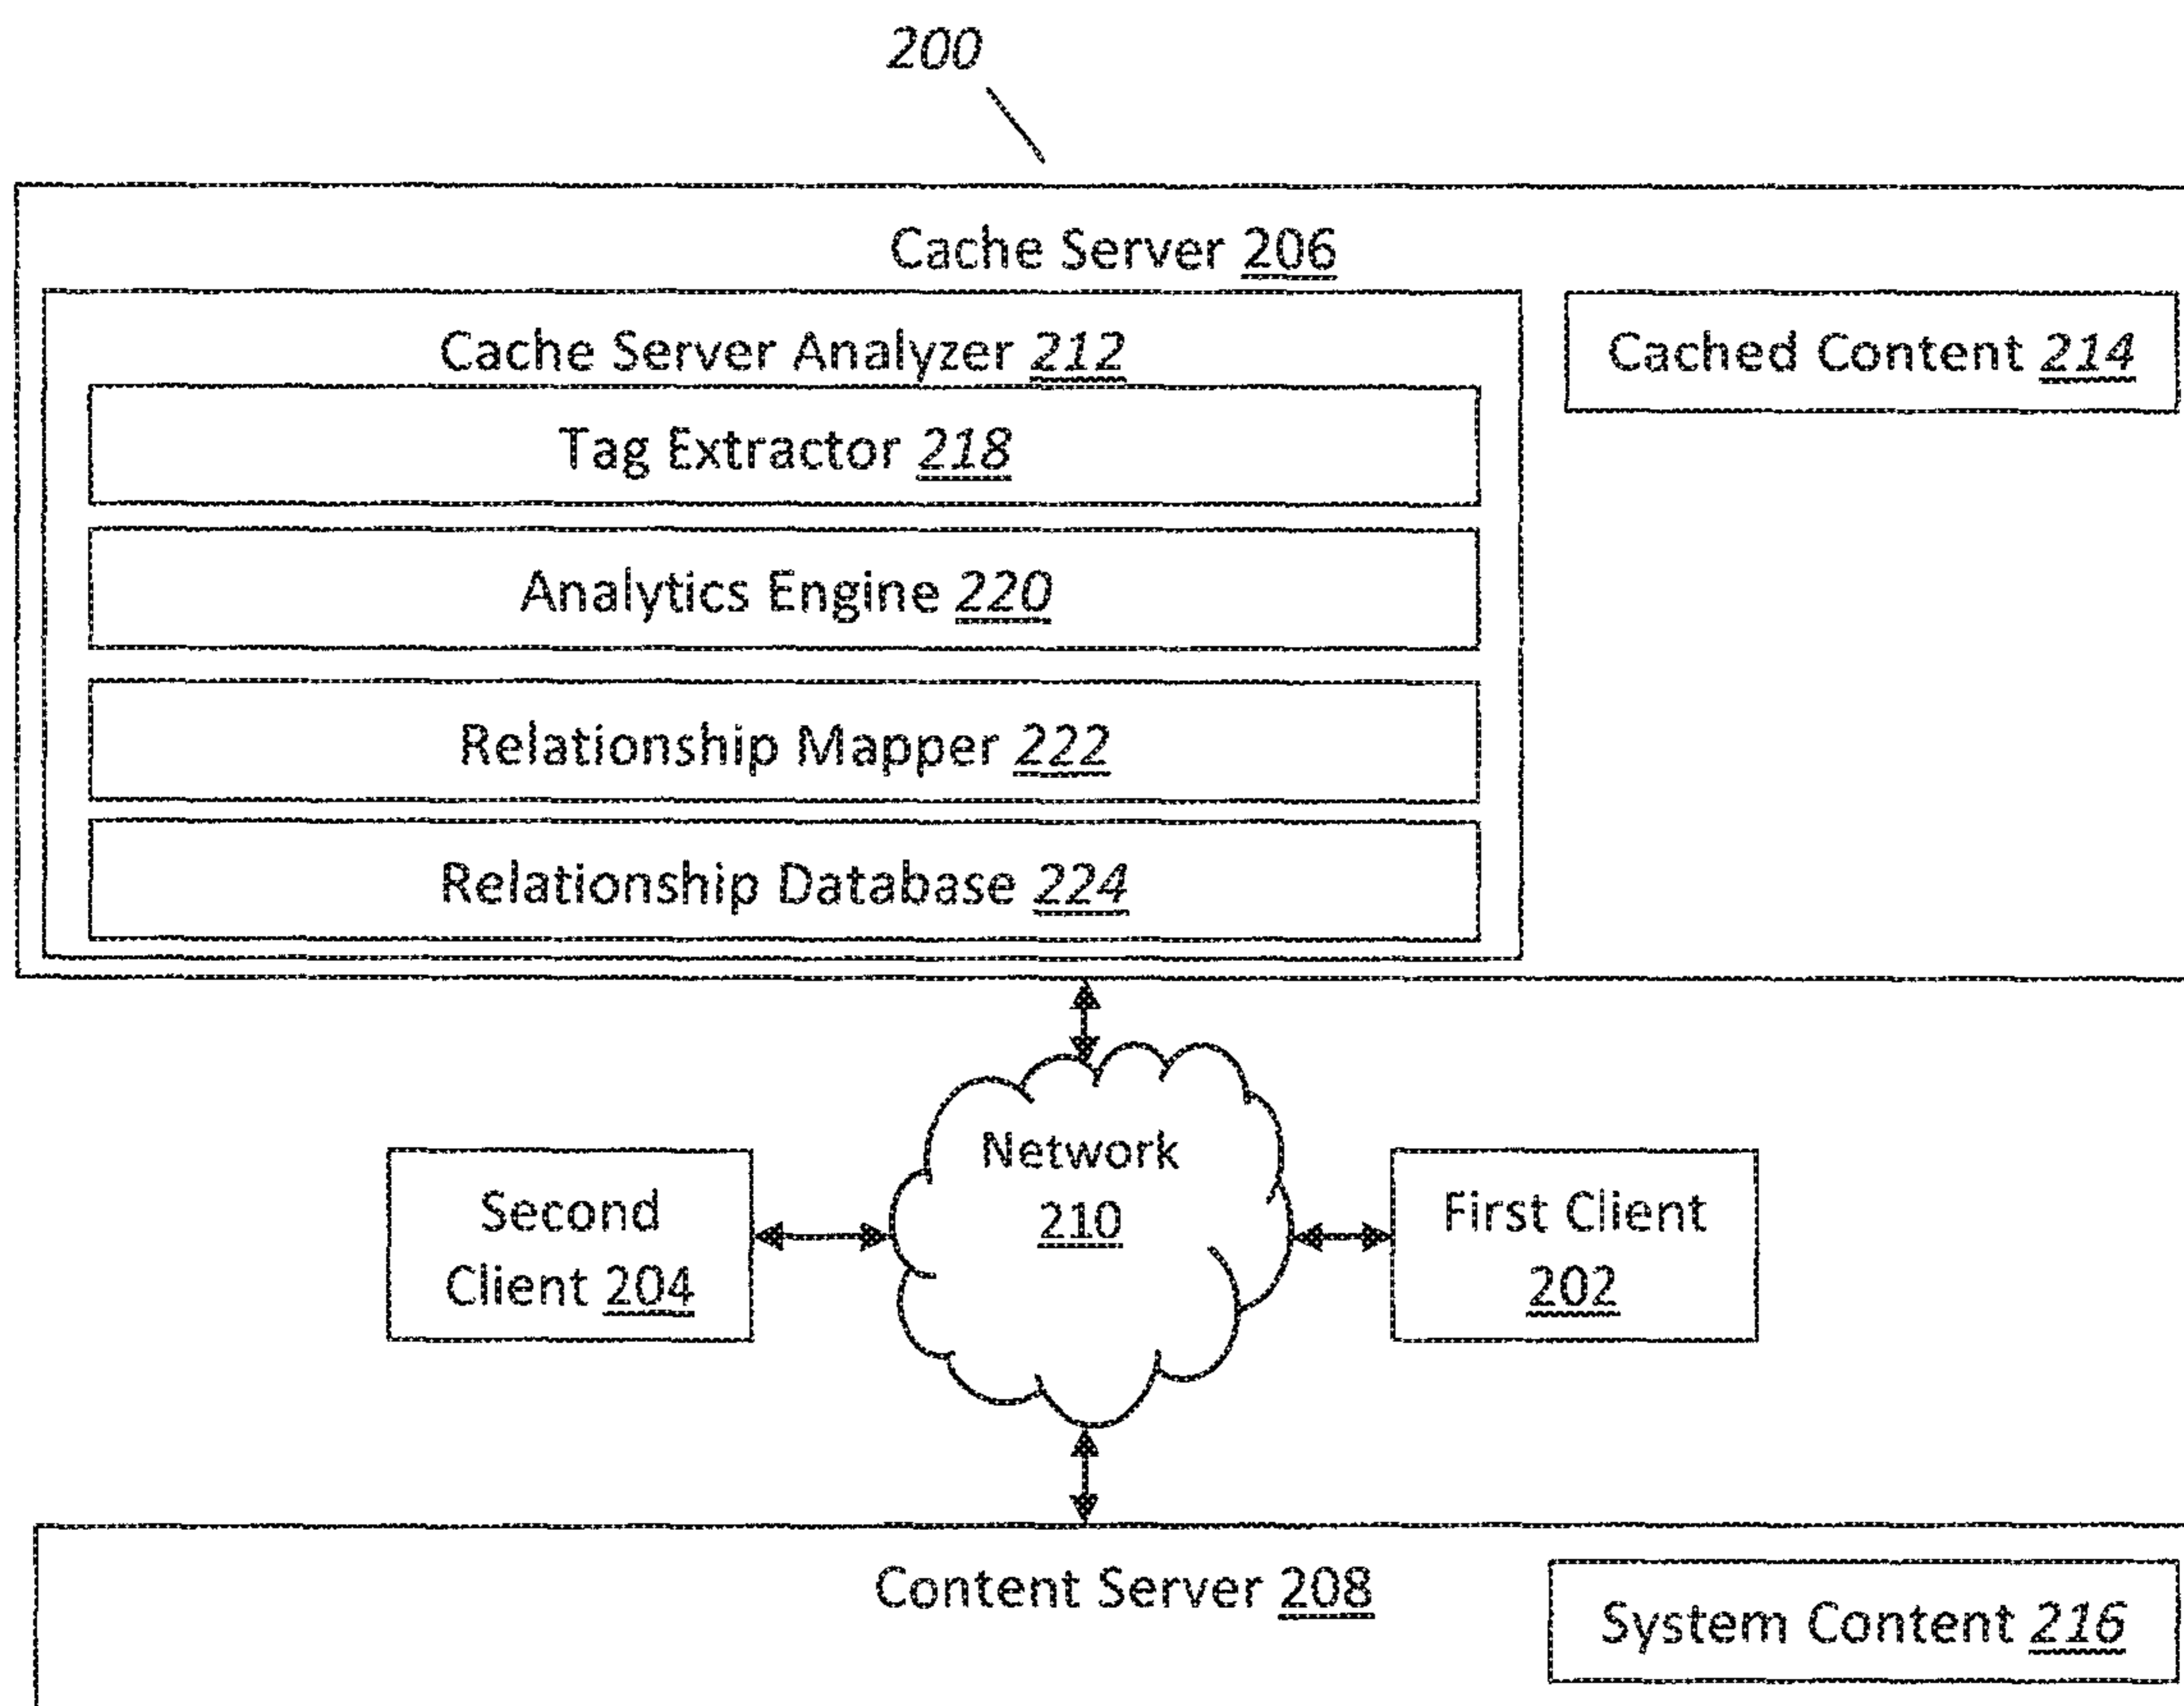 200
Cache Server 206
Cache Server Analyzer 212
Cached Content 214
Tag Extractor 218
Analytics Engine 220
Relationship Mapper 222
Relationship Database 224
Network
210
Second
Client 204
First Client
202
Content Server 208
System Content 216